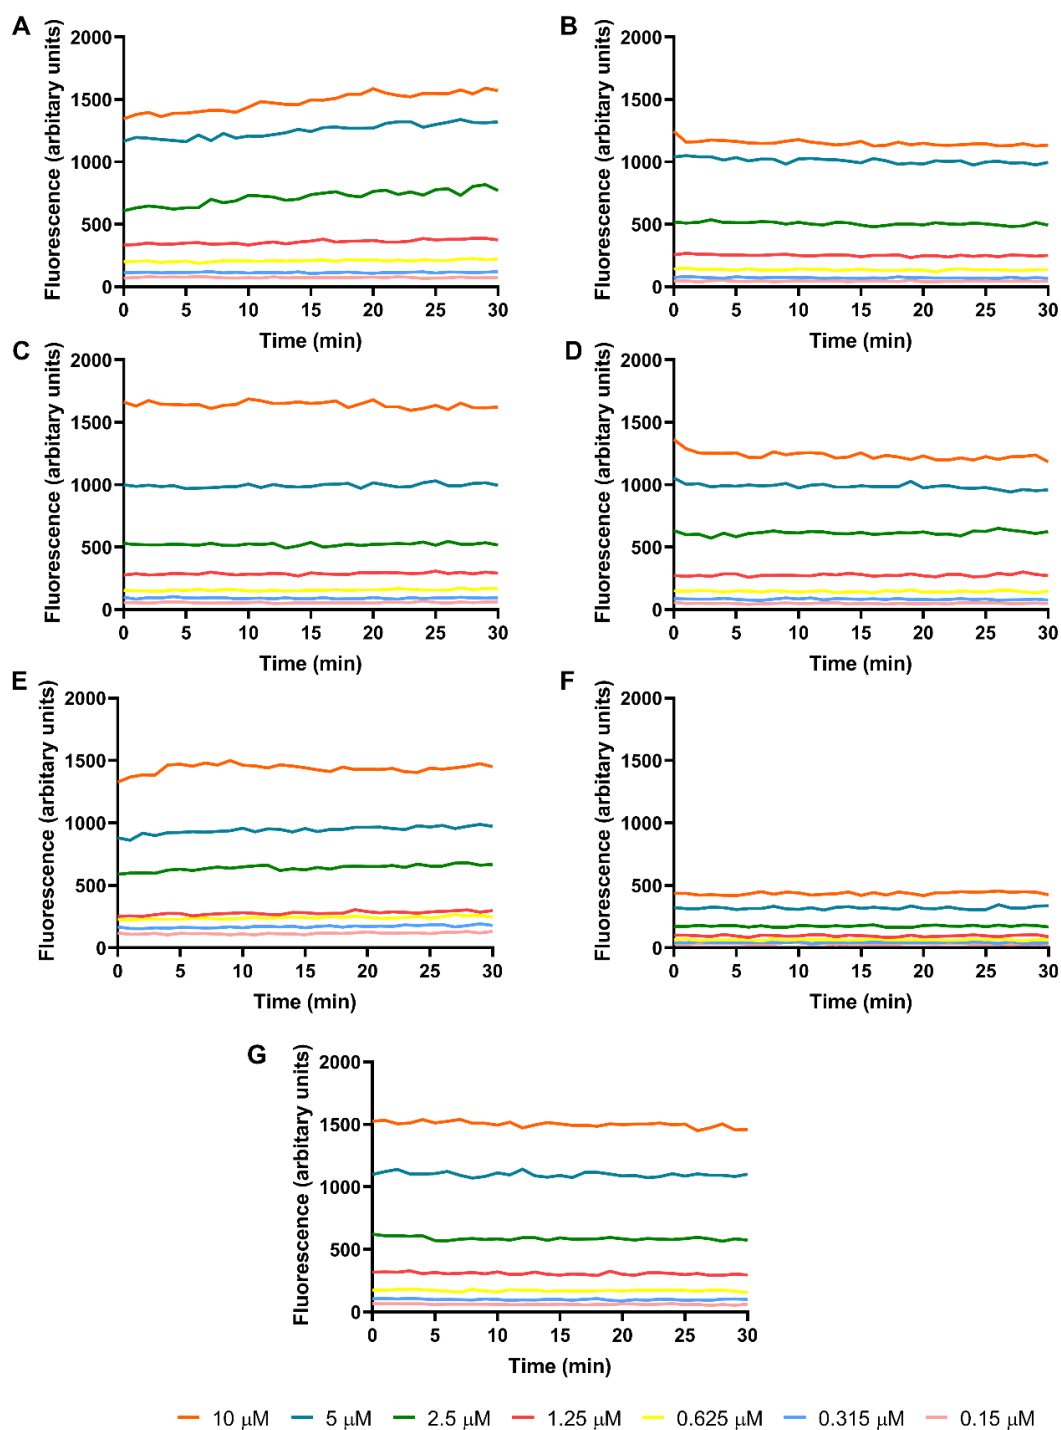 A
Fluorescence (arbitary units)
2000
1500
1000
500
0
0 5 10 15 20 25 30
Time (min)
B
Fluorescence (arbitary units)
2000
1500
1000
500
0
0 5 10 15 20 25 30
Time (min)
C
Fluorescence (arbitary units)
2000
1500
1000
500
0
0 5 10 15 20 25 30
Time (min)
D
Fluorescence (arbitary units)
2000
1500
1000
500
0
0 5 10 15 20 25 30
Time (min)
E
Fluorescence (arbitary units)
2000
1500
1000
500
0
0 5 10 15 20 25 30
Time (min)
F
Fluorescence (arbitary units)
2000
1500
1000
500
0
0 5 10 15 20 25 30
Time (min)
G
Fluorescence (arbitary units)
2000
1500
1000
500
0
0 5 10 15 20 25 30
Time (min)
10 μM 5 μM 2.5 μM 1.25 μM 0.625 μM 0.315 μM 0.15 μM